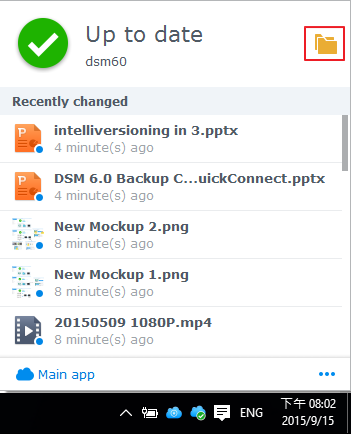 Up to date
dsm60
Recently changed
intelliversioning in 3.pptx
4 minute(s) ago
DSM 6.0 Backup C...uickConnect.pptx
4 minute(s) ago
New Mockup 2.png
8 minute(s) ago
New Mockup 1.png
8 minute(s) ago
20150509 1080P.mp4
8 minute(s) ago
Main app
ENG
下午 08:02
2015/9/15